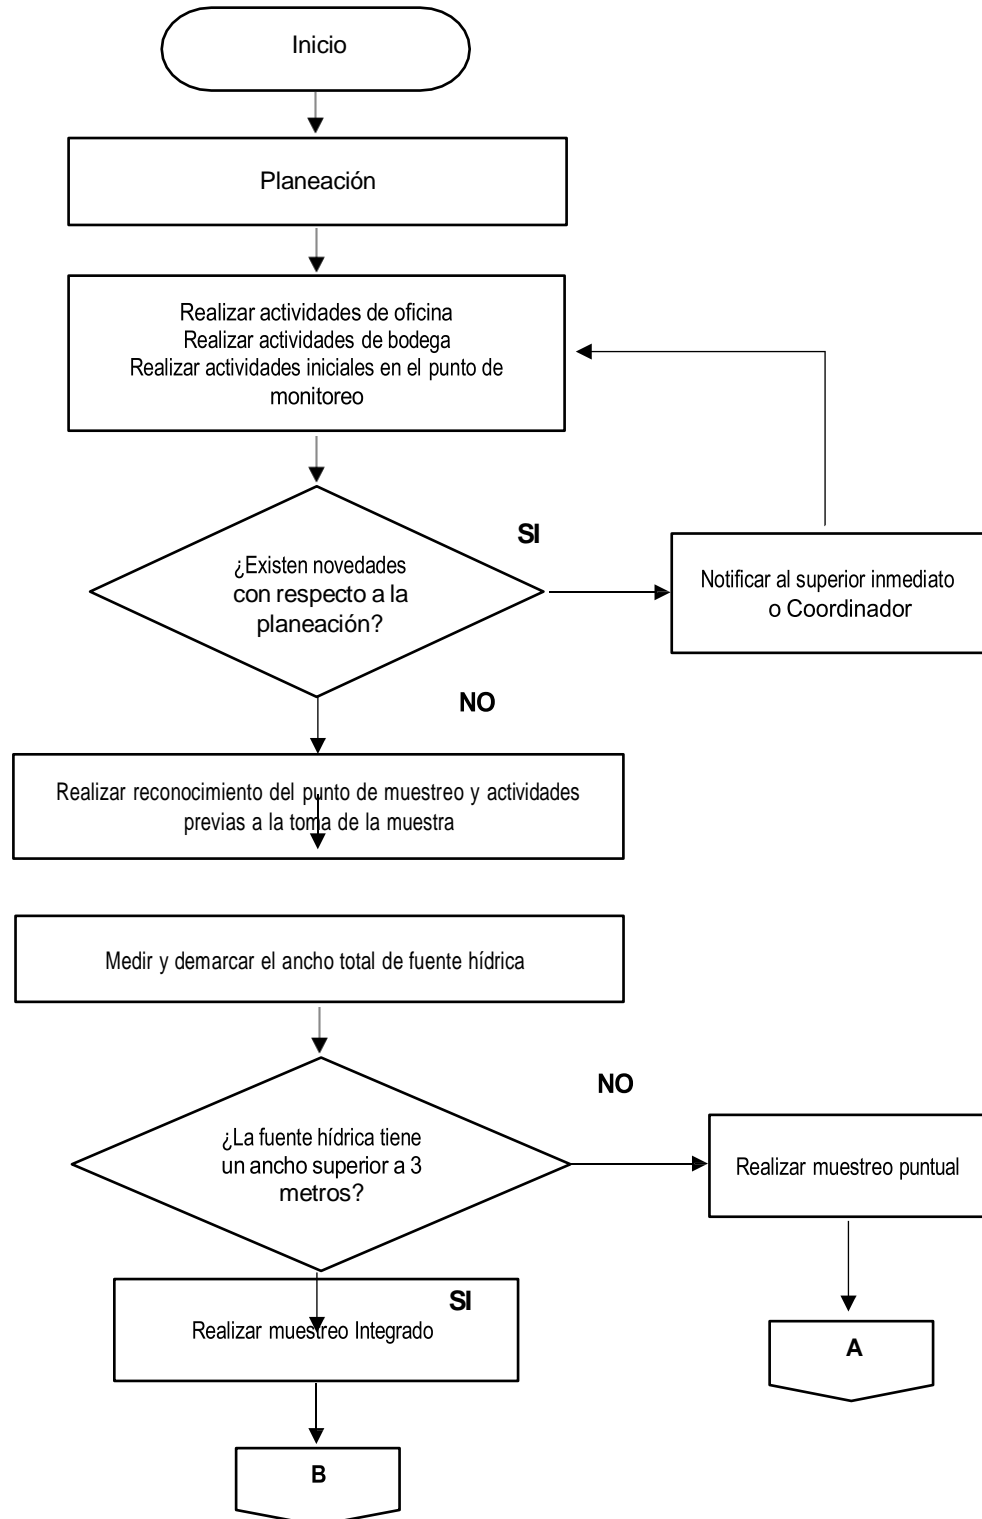 Inicio
Planeación
Realizar actividades de oficina
Realizar actividades de bodega
Realizar actividades iniciales en el punto de
monitoreo
SI
¿Existen novedades
con respecto a la
planeación?
Notificar al superior inmediato
o Coordinador
NO
Realizar reconocimiento del punto de muestreo y actividades
previas a la toma de la muestra
Medir y demarcar el ancho total de fuente hídrica
NO
¿La fuente hídrica tiene
un ancho superior a 3
metros?
Realizar muestreo puntual
SI
Realizar muestreo Integrado
A
B